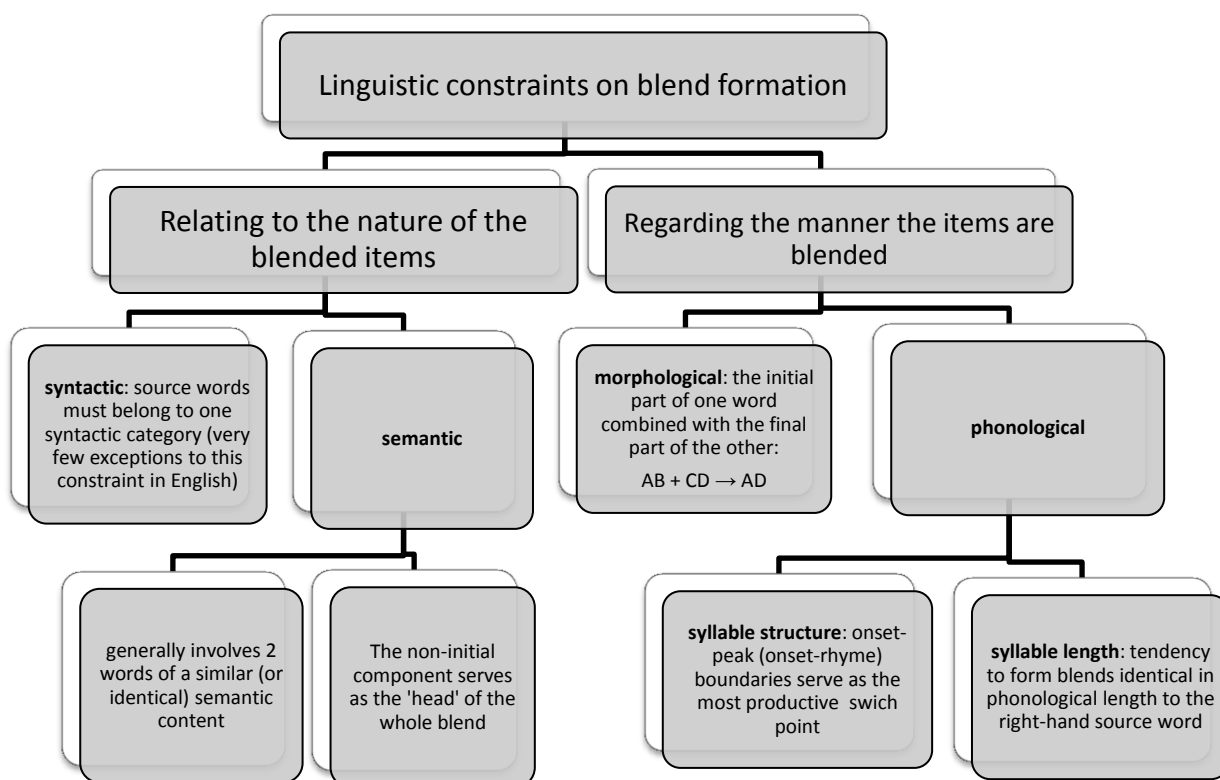 Linguistic constraints on blend formation
Relating to the nature of the
blended items
Regarding the manner the items are
blended
syntactic: source words
must belong to one
syntactic category (very
few exceptions to this
constraint in English)
semantic
morphological: the initial
part of one word
combined with the final
part of the other:
AB + CD → AD
phonological
generally involves 2
words of a similar (or
identical) semantic
content
The non-initial
component serves
as the 'head' of the
whole blend
syllable structure: onset-
peak (onset-rhyme)
boundaries serve as the
most productive swich
point
syllable length: tendency
to form blends identical in
phonological length to the
right-hand source word